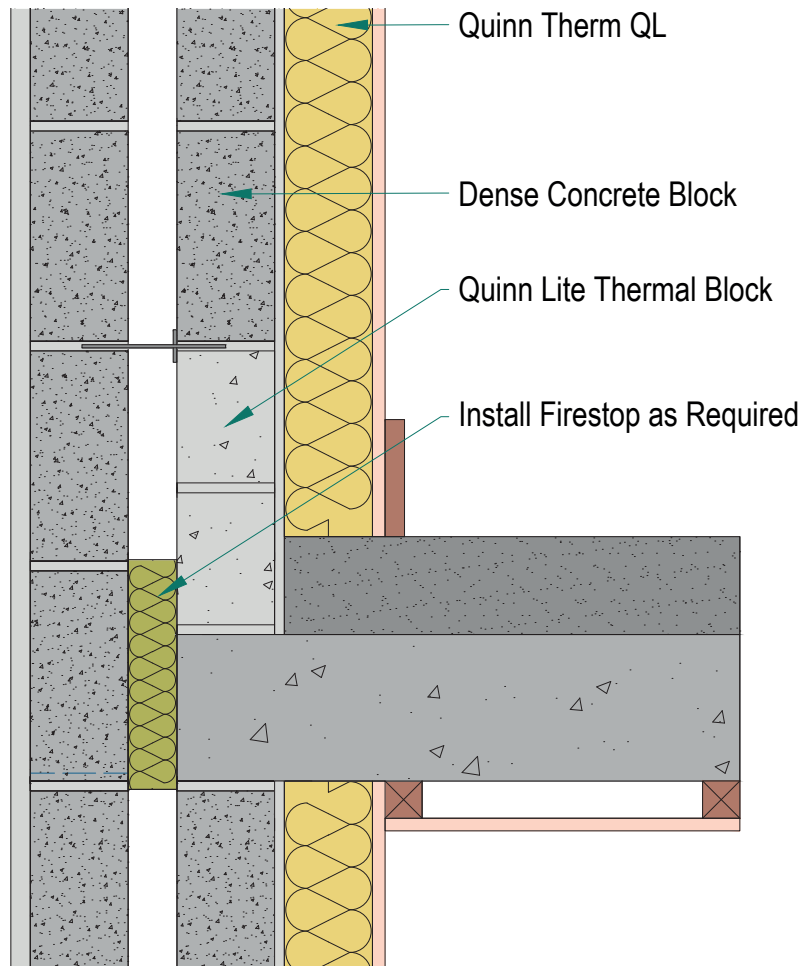 Quinn Therm QL
Dense Concrete Block
Quinn Lite Thermal Block
Install Firestop as Required